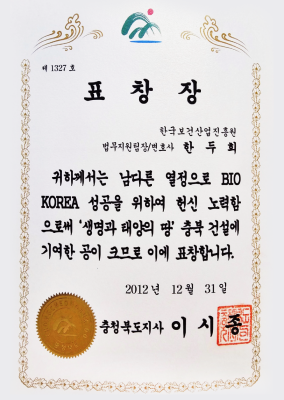 제 1327 호
표 창 장
한국보건산업진흥원
법무지원팀장/변호사 한 두 희
귀하께서는 남다른 열정으로 BIO
KOREA 성공을 위하여 헌신 노력함
으로써 '생명과 태양의 땅' 충북 건설에
기여한 공이 크므로 이에 표창합니다.
2012 년 12 월 31 일
충청북도지사 이 시 종